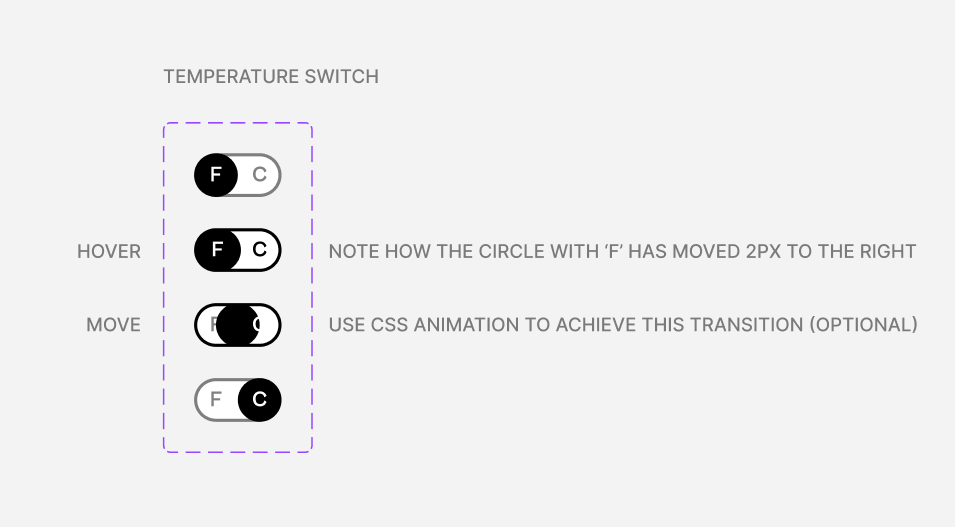 TEMPERATURE SWITCH
F C
HOVER F C NOTE HOW THE CIRCLE WITH ‘F’ HAS MOVED 2PX TO THE RIGHT
MOVE F C USE CSS ANIMATION TO ACHIEVE THIS TRANSITION (OPTIONAL)
F C